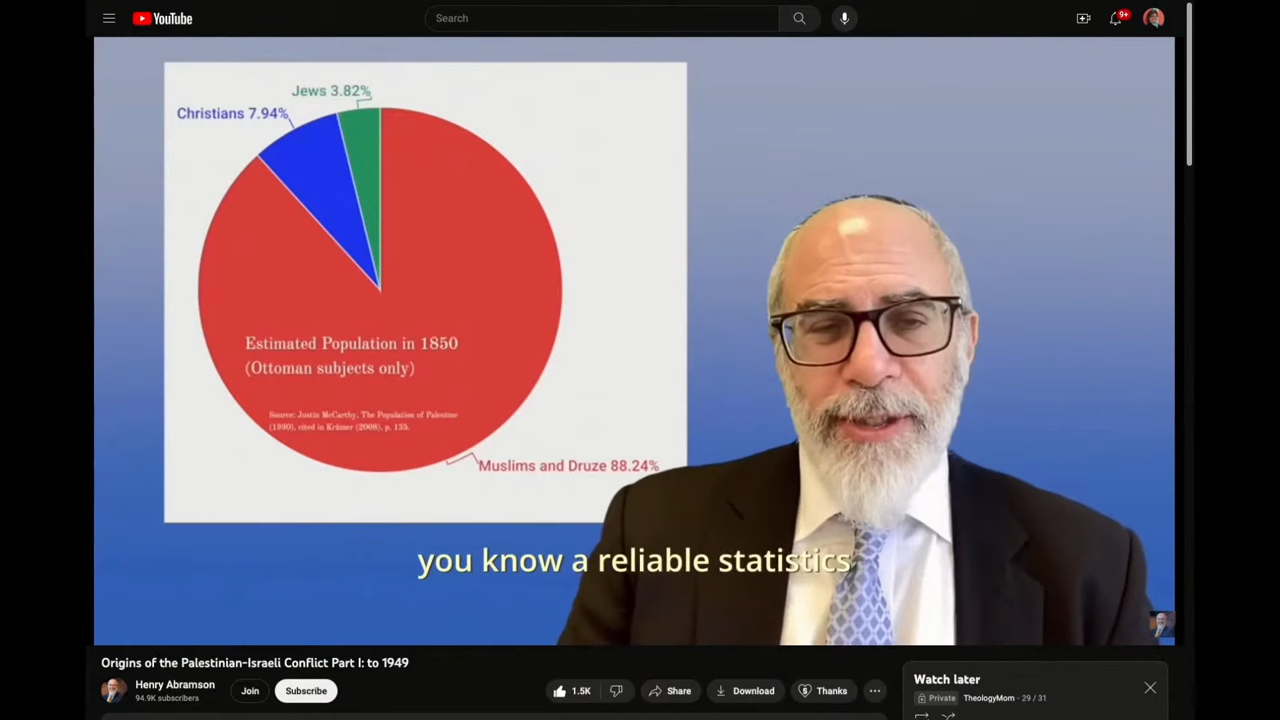 YouTube
Search
9+
Jews 3.82%
Christians 7.94%
Estimated Population in 1850
(Ottoman subjects only)
Source: Justin McCarthy, The Population of Palestine
(1990), cited in Krämer (2008), p. 135.
Muslims and Druze 88.24%
you know a reliable statistics
Origins of the Palestinian-Israeli Conflict Part I: to 1949
Henry Abramson
94.9K subscribers
Join
Subscribe
1.5K
Share
Download
Thanks
Watch later
Private TheologyMom - 29 / 31